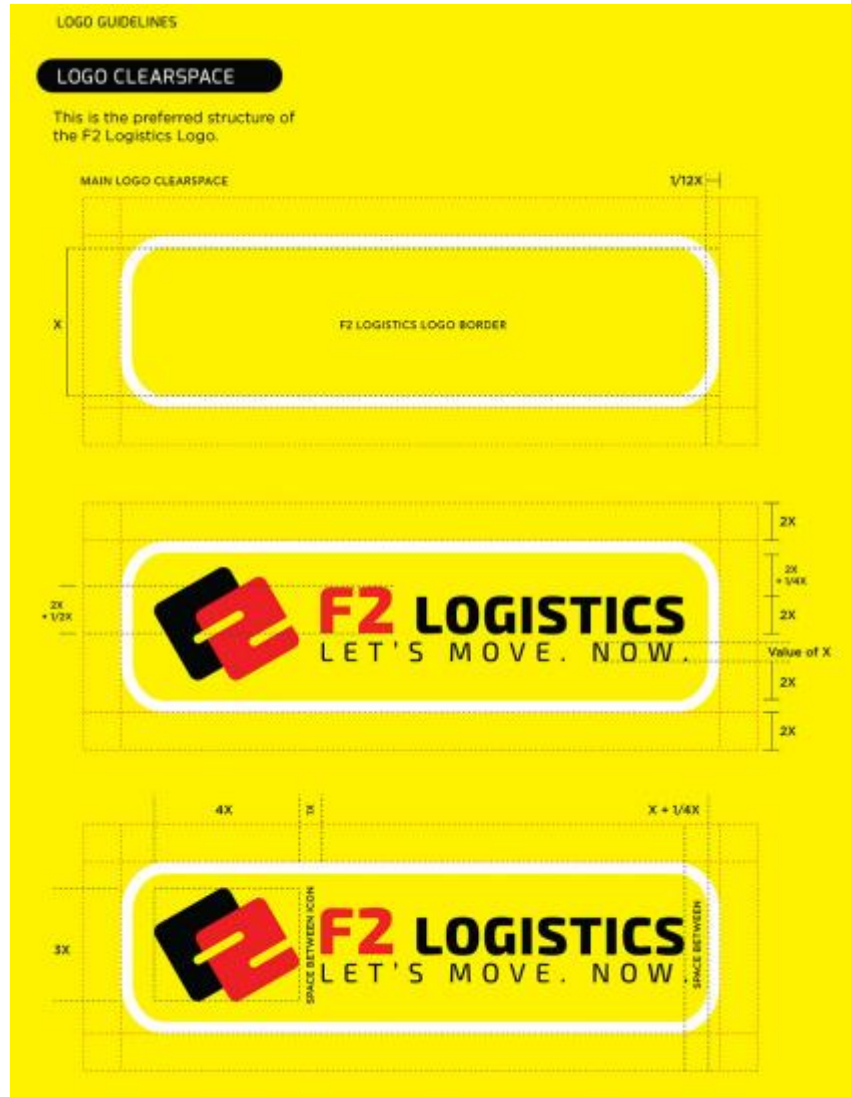 LOGO GUIDELINES
LOGO CLEARSPACE
This is the preferred structure of
the F2 Logistics Logo.
MAIN LOGO CLEARSPACE
1/12X
X
F2 LOGISTICS LOGO BORDER
2X
2X
+ 1/4X
2X
+ 1/2X
F2 LOGISTICS
2X
LET'S MOVE. NOW.
Value of X
2X
2X
4X
1X
X + 1/4X
3X
SPACE BETWEEN ICON
F2 LOGISTICS
LET'S MOVE. NOW.
SPACE BETWEEN